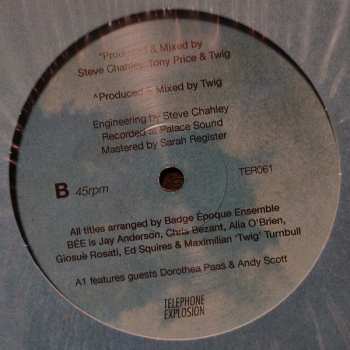 *Produced & Mixed by
Steve Chahley, Tony Price & Twig
^Produced & Mixed by Twig
Engineering by Steve Chahley
Recorded at Palace Sound
Mastered by Sarah Register
B 45rpm
TER061
All titles arranged by Badge Époque Ensemble
BÉE is Jay Anderson, Chris Bezant, Alia O'Brien,
Giosuè Rosati, Ed Squires & Maximilian 'Twig' Turnbull
A1 features guests Dorothea Paas & Andy Scott
TELEPHONE
EXPLOSION